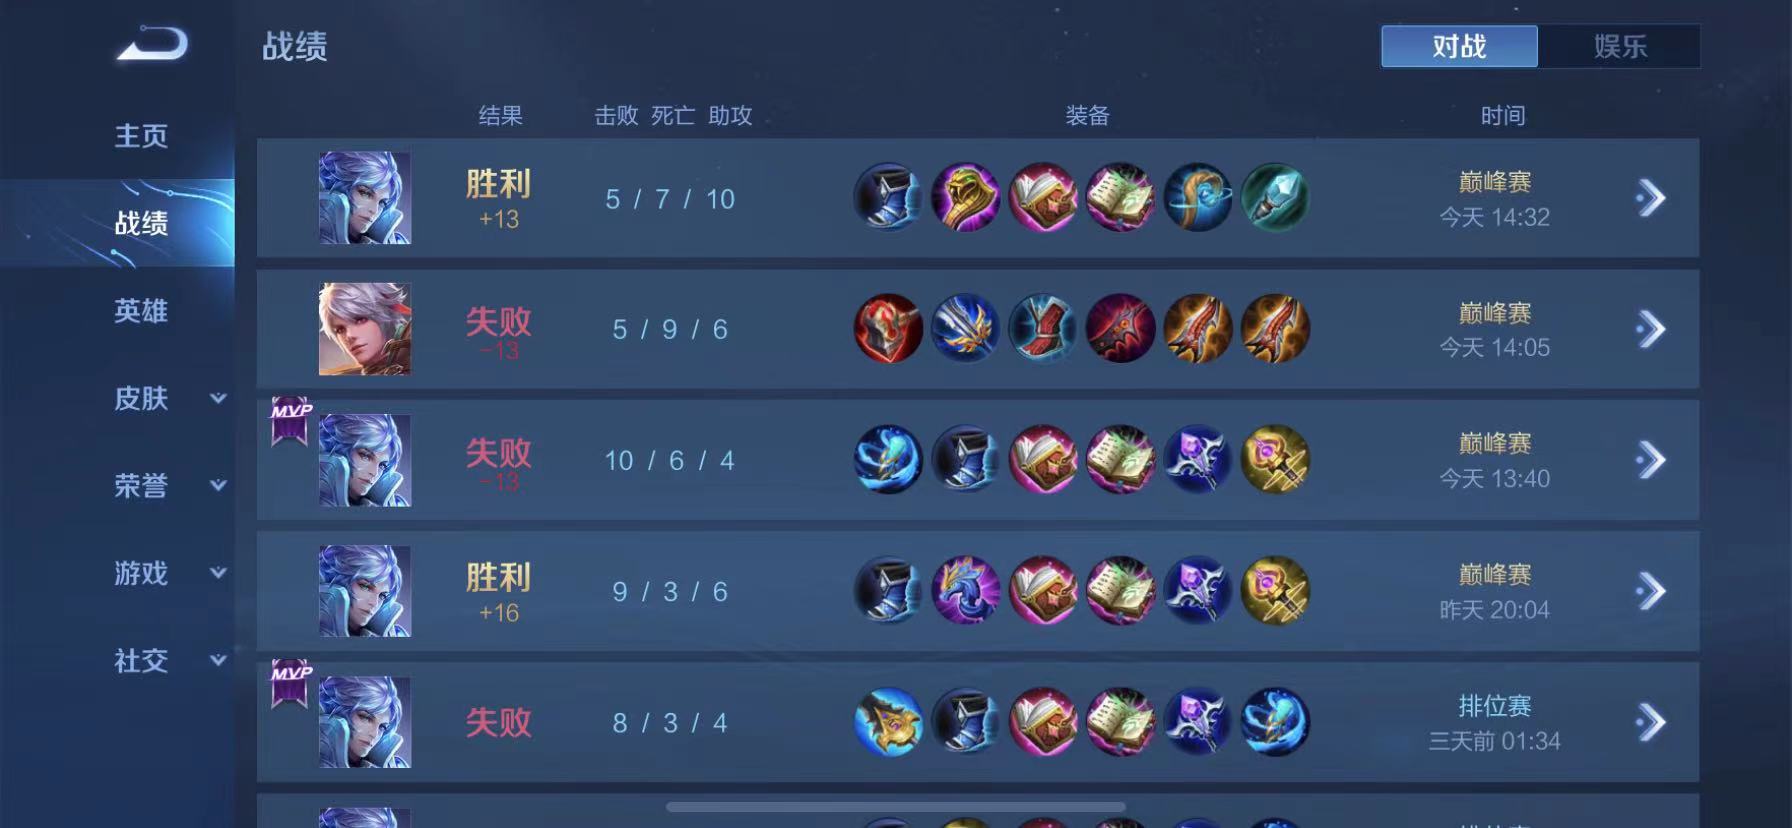 战绩
对战 娱乐
主页
战绩
英雄
皮肤
荣誉
游戏
社交
结果 击败 死亡 助攻 装备 时间
胜利
+13
5 / 7 / 10
巅峰赛
今天 14:32
失败
-13
5 / 9 / 6
巅峰赛
今天 14:05
MVP
失败
-13
10 / 6 / 4
巅峰赛
今天 13:40
胜利
+16
9 / 3 / 6
巅峰赛
昨天 20:04
MVP
失败
8 / 3 / 4
排位赛
三天前 01:34